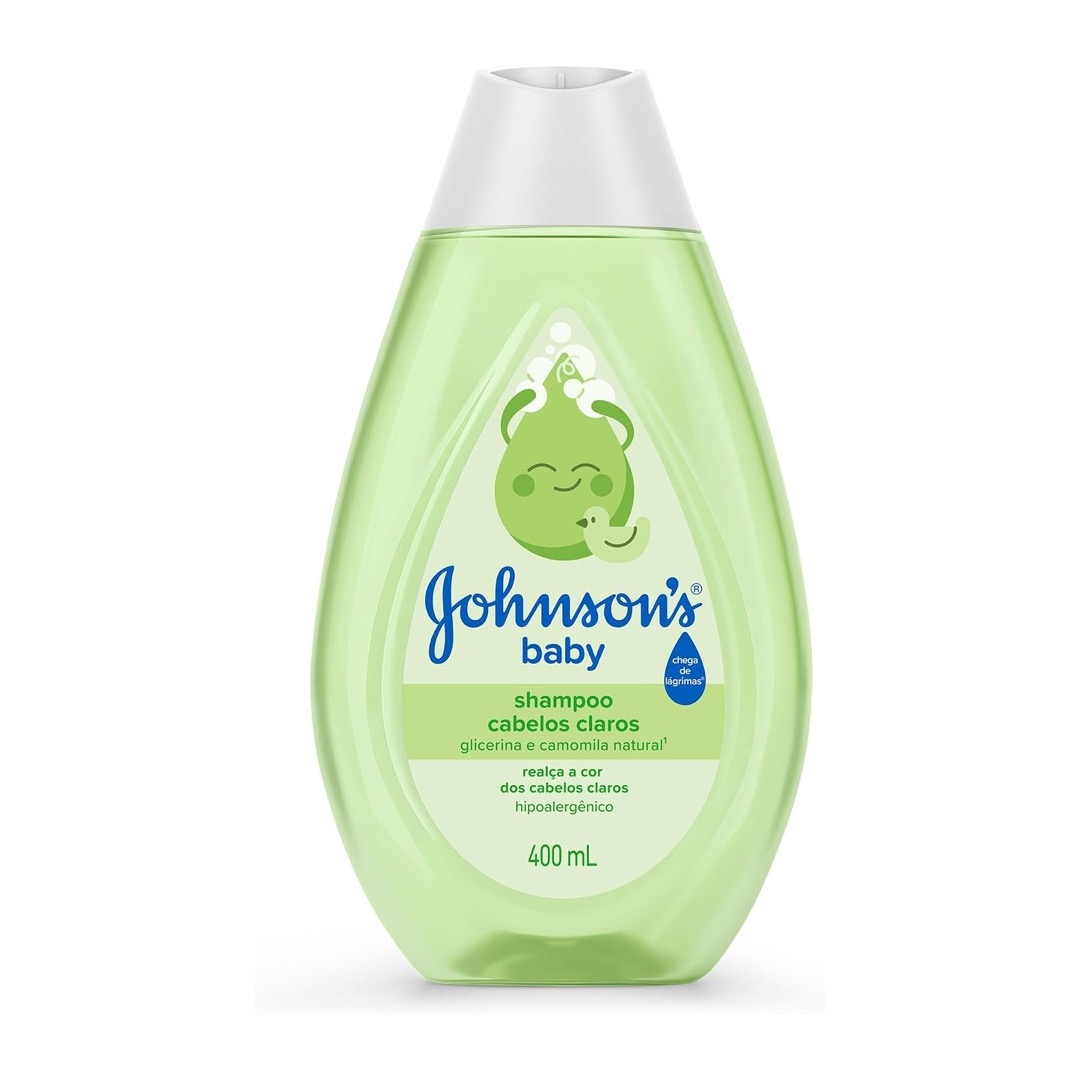 Johnson's®
baby
chega
de
lágrimas®
shampoo
cabelos claros
glicerina e camomila natural¹
realça a cor
dos cabelos claros
hipoalergênico
400 mL